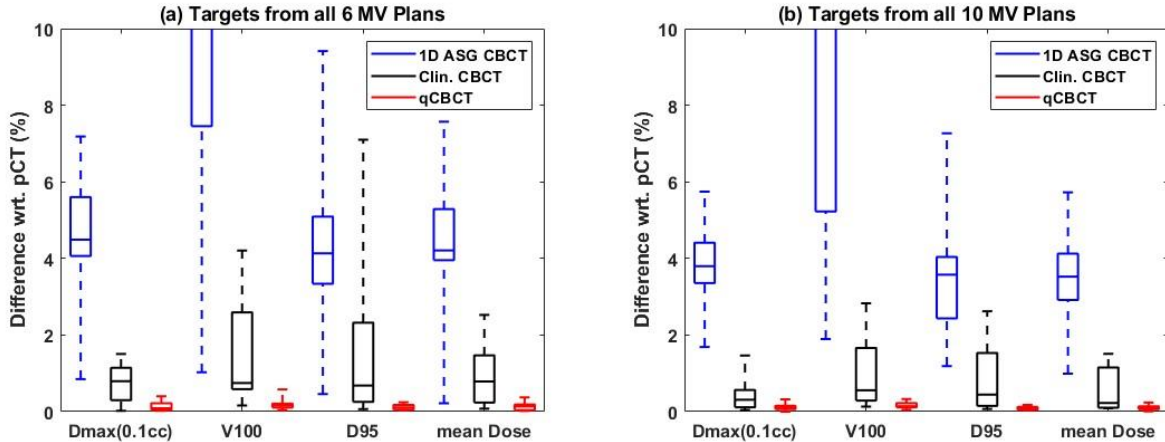 (a) Targets from all 6 MV Plans
10
8
6
4
2
0
Difference wrt. pCT (%)
1D ASG CBCT
Clin. CBCT
qCBCT
Dmax(0.1cc) V100 D95 mean Dose
(b) Targets from all 10 MV Plans
10
8
6
4
2
0
Difference wrt. pCT (%)
1D ASG CBCT
Clin. CBCT
qCBCT
Dmax(0.1cc) V100 D95 mean Dose